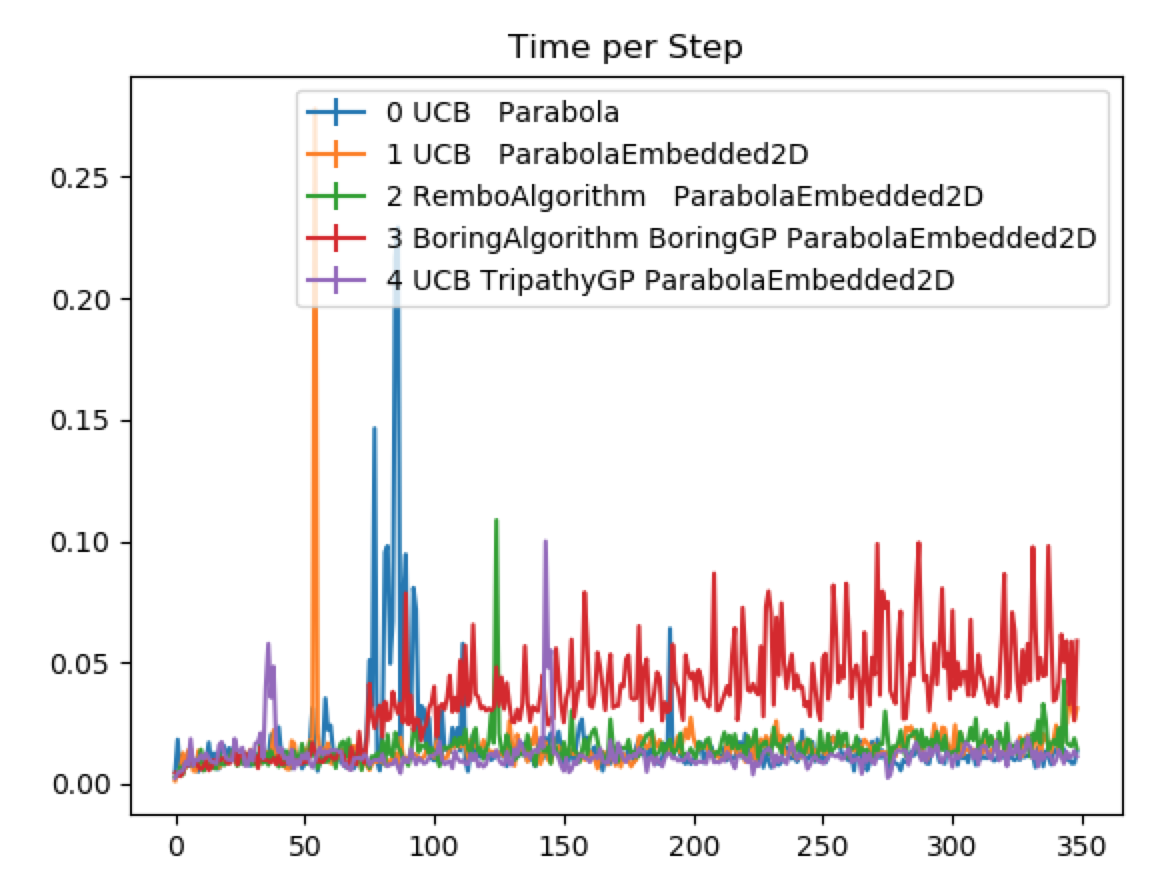 Time per Step
0 UCB   Parabola
1 UCB   ParabolaEmbedded2D
2 RemboAlgorithm   ParabolaEmbedded2D
3 BoringAlgorithm BoringGP ParabolaEmbedded2D
4 UCB TripathyGP ParabolaEmbedded2D
0.25
0.20
0.15
0.10
0.05
0.00
0 50 100 150 200 250 300 350